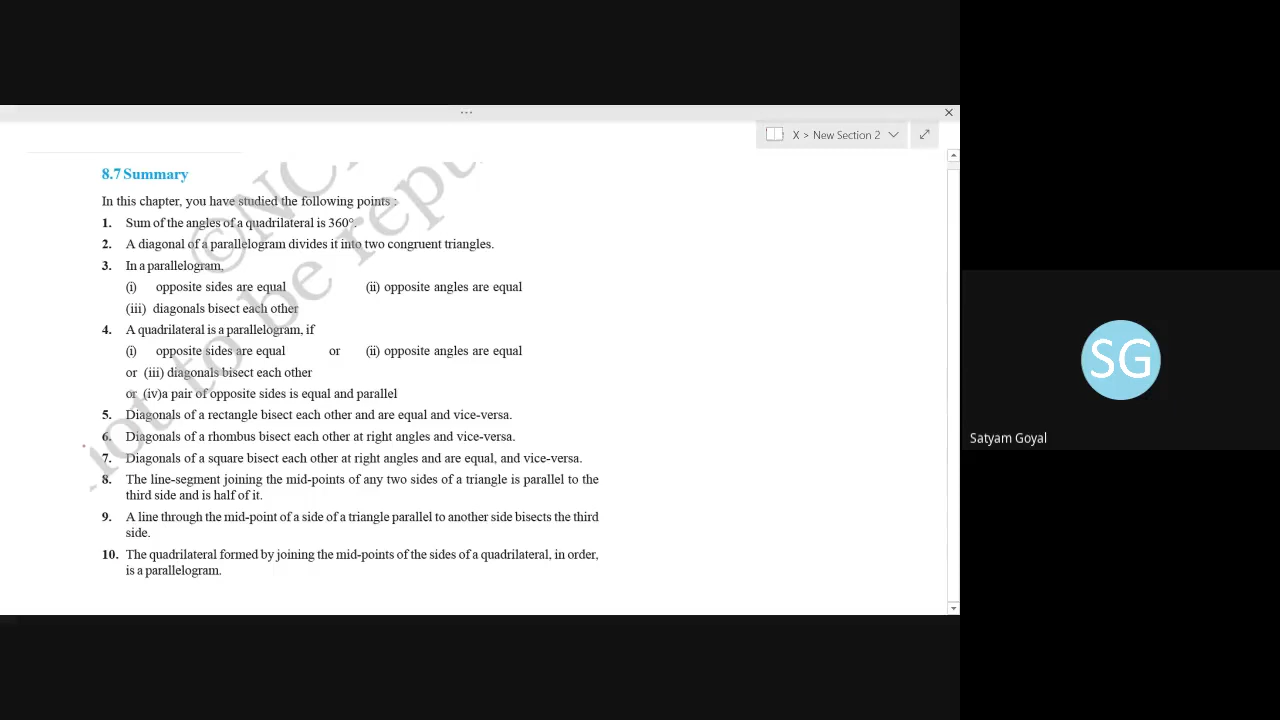 X > New Section 2
8.7 Summary
In this chapter, you have studied the following points :
1. Sum of the angles of a quadrilateral is 360°.
2. A diagonal of a parallelogram divides it into two congruent triangles.
3. In a parallelogram,
(i) opposite sides are equal (ii) opposite angles are equal
(iii) diagonals bisect each other
4. A quadrilateral is a parallelogram, if
(i) opposite sides are equal or (ii) opposite angles are equal
or (iii) diagonals bisect each other
or (iv)a pair of opposite sides is equal and parallel
5. Diagonals of a rectangle bisect each other and are equal and vice-versa.
6. Diagonals of a rhombus bisect each other at right angles and vice-versa.
7. Diagonals of a square bisect each other at right angles and are equal, and vice-versa.
8. The line-segment joining the mid-points of any two sides of a triangle is parallel to the
third side and is half of it.
9. A line through the mid-point of a side of a triangle parallel to another side bisects the third
side.
10. The quadrilateral formed by joining the mid-points of the sides of a quadrilateral, in order,
is a parallelogram.
to be
SG
Satyam Goyal